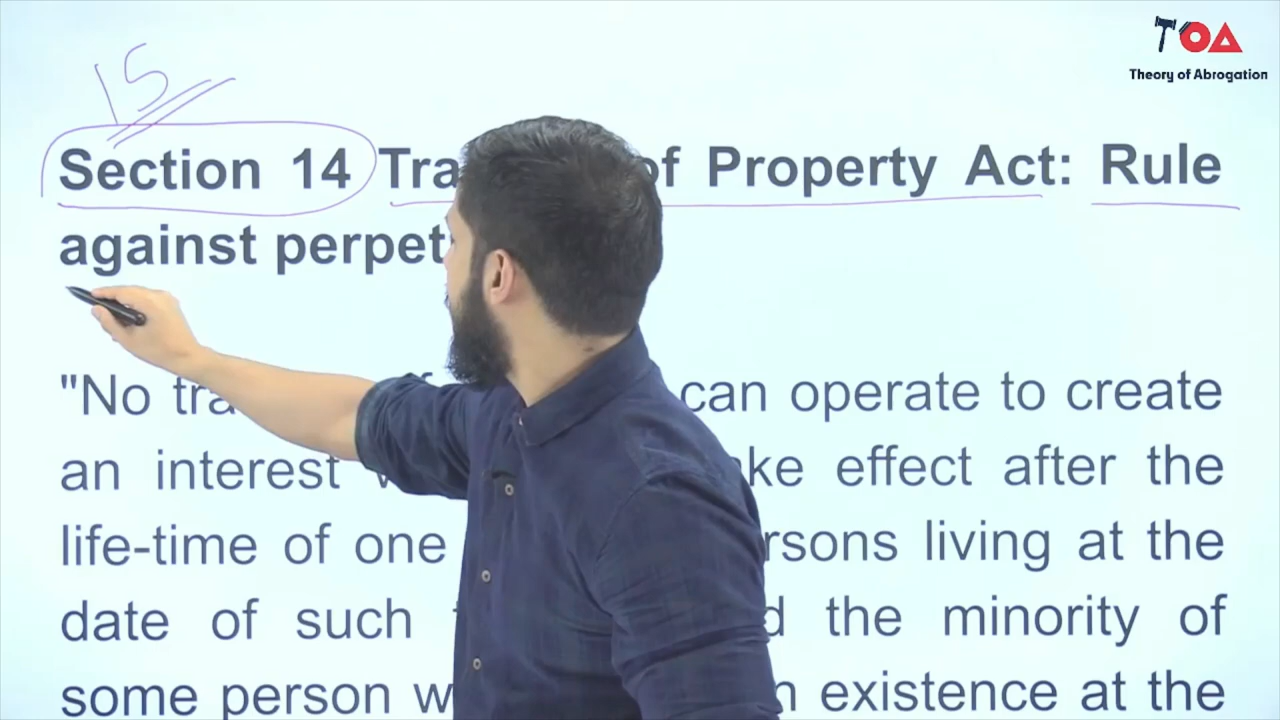 TOA
Theory of Abrogation
15
Section 14 Tra of Property Act: Rule
against perpet
"No tra can operate to create
an interest ke effect after the
life-time of one rsons living at the
date of such d the minority of
some person w n existence at the